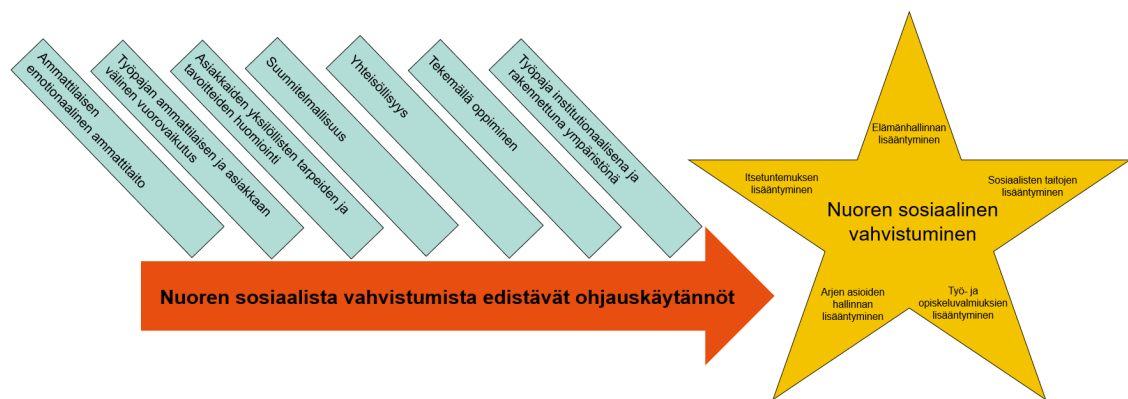 Ammattilaisen
emotionaalinen ammattitaito
Työpajan ammattilaisen ja asiakkaan
välinen vuorovaikutus
Asiakkaiden yksilöllisten tarpeiden ja
tavoitteiden huomiointi
Suunnitelmallisuus
Yhteisöllisyys
Tekemällä oppiminen
Työpaja institutionaalisena ja
rakennettuna ympäristönä
Nuoren sosiaalista vahvistumista edistävät ohjauskäytännöt
Elämänhallinnan
lisääntyminen
Itsetuntemuksen
lisääntyminen
Sosiaalisten taitojen
lisääntyminen
Nuoren sosiaalinen
vahvistuminen
Arjen asioiden
hallinnan
lisääntyminen
Työ- ja
opiskeluvalmiuksien
lisääntyminen